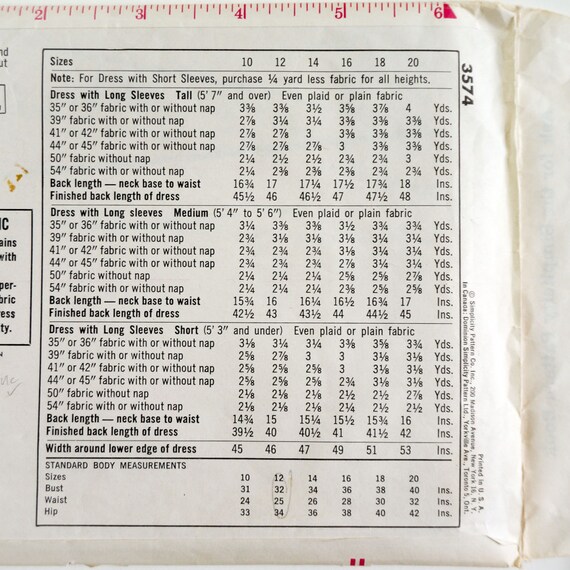 3 4 5 6
3574
nd
out
IC
ains
with
per-
bric
ress
ty.
Sizes 10 12 14 16 18 20
Note: For Dress with Short Sleeves, purchase ¼ yard less fabric for all heights.
Dress with Long Sleeves Tall (5' 7" and over) Even plaid or plain fabric
35" or 36" fabric with or without nap 3⅜ 3⅜ 3½ 3⅝ 3⅞ 4 Yds.
39" fabric with or without nap 2⅞ 3¼ 3¼ 3⅜ 3⅜ 3⅜ Yds.
41" or 42" fabric with or without nap 2⅞ 2⅞ 3 3⅜ 3⅜ 3⅜ Yds.
44" or 45" fabric with or without nap 2⅞ 2⅞ 2⅞ 3 3⅜ 3⅜ Yds.
50" fabric without nap 2¼ 2½ 2½ 2¾ 2¾ 3 Yds.
54" fabric with or without nap 2¼ 2⅜ 2⅜ 2⅝ 2¾ 2¾ Yds.
Back length — neck base to waist 16¾ 17 17¼ 17½ 17¾ 18 Ins.
Finished back length of dress 45½ 46 46½ 47 47½ 48 Ins.
Dress with Long sleeves Medium (5' 4" to 5' 6") Even plaid or plain fabric
35" or 36" fabric with or without nap 3¼ 3⅜ 3⅜ 3½ 3¾ 3¾ Yds.
39" fabric with or without nap 2¾ 3⅛ 3⅛ 3¼ 3¼ 3¼ Yds.
41" or 42" fabric with or without nap 2¾ 2¾ 3⅛ 3⅛ 3¼ 3¼ Yds.
44" or 45" fabric with or without nap 2¾ 2¾ 2¾ 2⅞ 3¼ 3¼ Yds.
50" fabric without nap 2¼ 2¼ 2¼ 2⅝ 2⅝ 2⅞ Yds.
54" fabric with or without nap 2¼ 2¼ 2¼ 2⅜ 2⅝ 2⅝ Yds.
Back length — neck base to waist 15¾ 16 16¼ 16½ 16¾ 17 Ins.
Finished back length of dress 42½ 43 43½ 44 44½ 45 Ins.
Dress with Long Sleeves Short (5' 3" and under) Even plaid or plain fabric
35" or 36" fabric with or without nap 3⅛ 3¼ 3¼ 3⅜ 3⅝ 3¾ Yds.
39" fabric with or without nap 2⅝ 2⅞ 3 3 3⅛ 3⅛ Yds.
41" or 42" fabric with or without nap 2⅝ 2⅝ 2⅝ 3 3⅛ 3⅛ Yds.
44" or 45" fabric with or without nap 2⅝ 2⅝ 2⅝ 2¾ 3⅛ 3⅛ Yds.
50" fabric without nap 2⅛ 2⅛ 2⅛ 2½ 2½ 2⅞ Yds.
54" fabric with or without nap 2⅛ 2⅛ 2⅛ 2¼ 2½ 2½ Yds.
Back length — neck base to waist 14¾ 15 15¼ 15½ 15¾ 16 Ins.
Finished back length of dress 39½ 40 40½ 41 41½ 42 Ins.
Width around lower edge of dress 45 46 47 49 51 53 Ins.
STANDARD BODY MEASUREMENTS
Sizes 10 12 14 16 18 20
Bust 31 32 34 36 38 40 Ins.
Waist 24 25 26 28 30 32 Ins.
Hip 33 34 36 38 40 42 Ins.
© Simplicity Pattern Co. Inc., 200 Madison Avenue, New York 16, N. Y.
In Canada: Dominion Simplicity Pattern Ltd., Yorkville Ave., Toronto 5, Ont.
Printed in U. S. A.